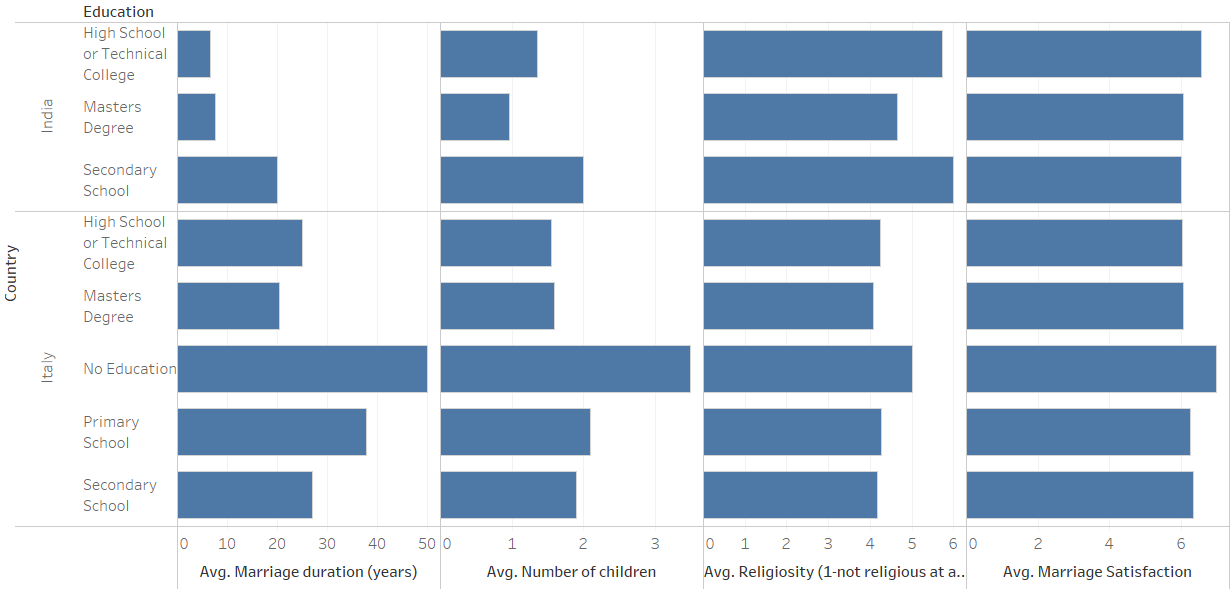 Education
Country
India
High School
or Technical
College
Masters
Degree
Secondary
School
Italy
High School
or Technical
College
Masters
Degree
No Education
Primary
School
Secondary
School
0 10 20 30 40 50
0 1 2 3
0 1 2 3 4 5 6
0 2 4 6
Avg. Marriage duration (years)
Avg. Number of children
Avg. Religiosity (1-not religious at a..
Avg. Marriage Satisfaction